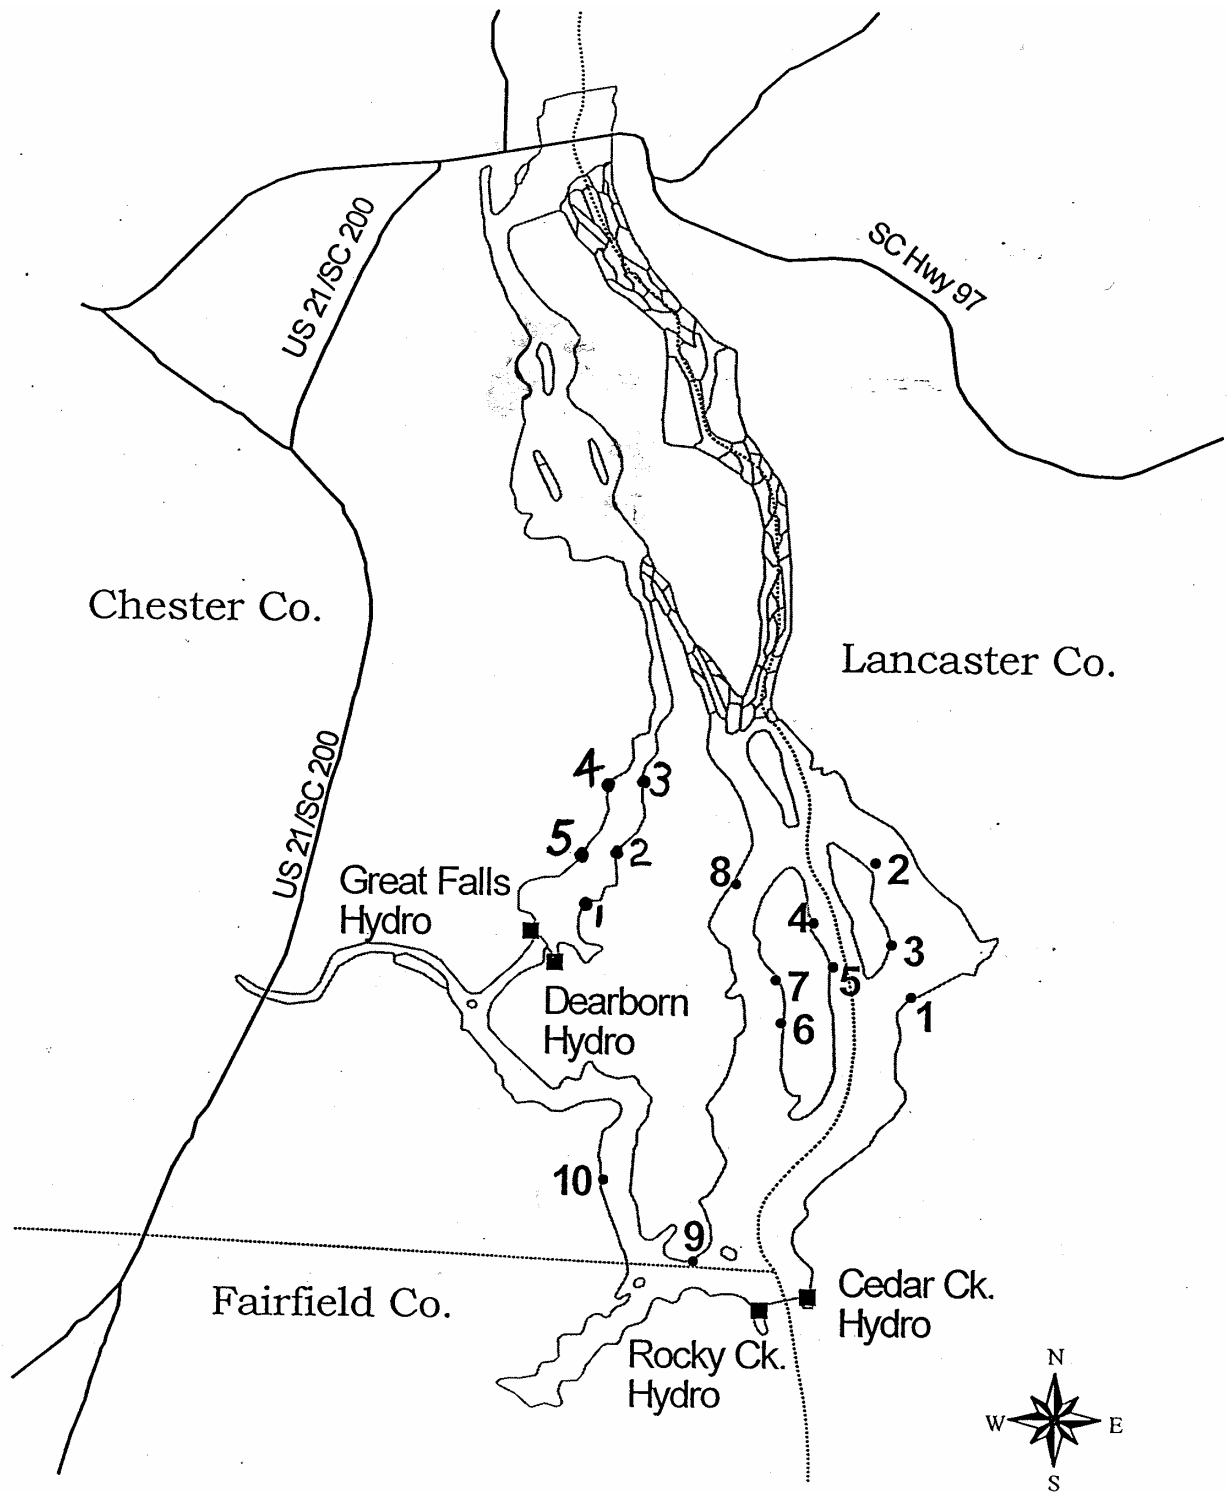 US 21/SC 200
SC Hwy 97
Chester Co.
Lancaster Co.
US 21/SC 200
4
3
5
2
1
Great Falls
Hydro
Dearborn
Hydro
8
2
4
3
5
7
1
6
10
9
Fairfield Co.
Cedar Ck.
Hydro
Rocky Ck.
Hydro
N
W
E
S